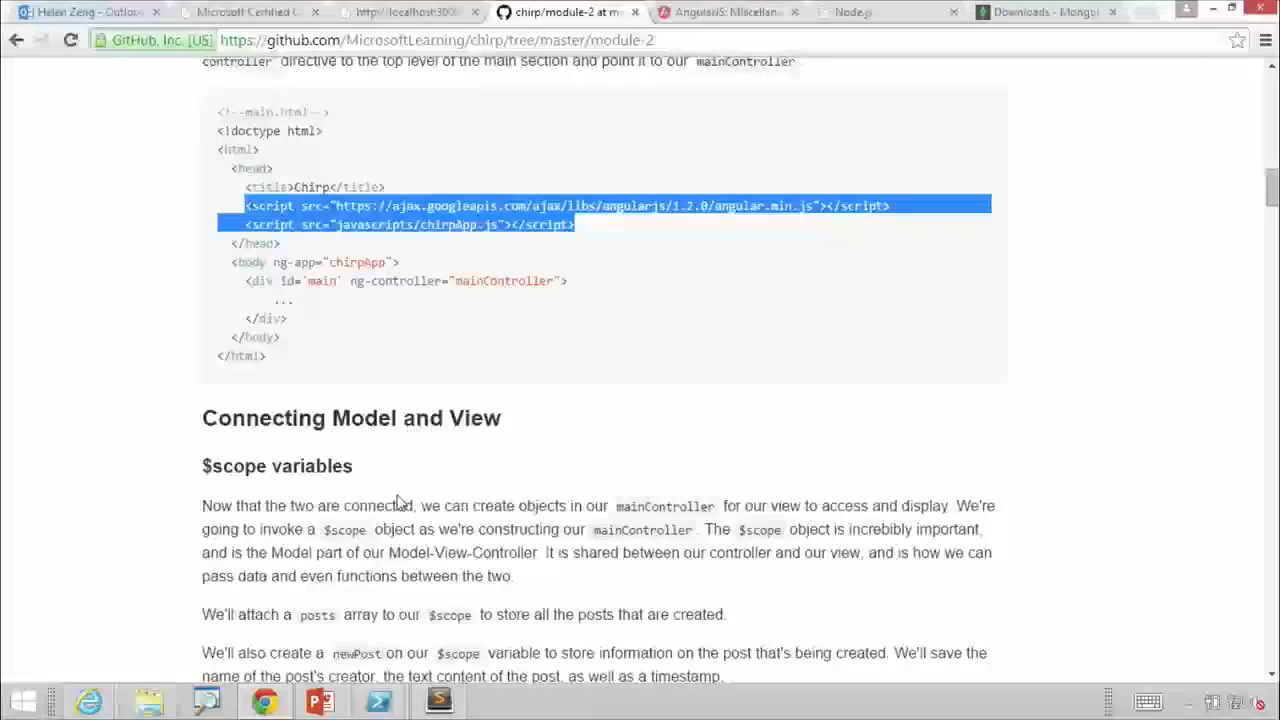 Helen Zeng - Outloo
Microsoft Certified C
http://localhost:300
chirp/module-2 at m
AngularJS: Miscellan
Node.js
Downloads - Mongo
GitHub, Inc. [US]
https://github.com/MicrosoftLearning/chirp/tree/master/module-2
controller directive to the top level of the main section and point it to our mainController .
<!--main.html-->
<!doctype html>
<html>
<head>
<title>Chirp</title>
<script src="https://ajax.googleapis.com/ajax/libs/angularjs/1.2.0/angular.min.js"></script>
<script src="javascripts/chirpApp.js"></script>
</head>
<body ng-app="chirpApp">
<div id='main' ng-controller="mainController">
...
</div>
</body>
</html>
Connecting Model and View
$scope variables
Now that the two are connected, we can create objects in our mainController for our view to access and display. We're
going to invoke a $scope object as we're constructing our mainController . The $scope object is increbibly important,
and is the Model part of our Model-View-Controller. It is shared between our controller and our view, and is how we can
pass data and even functions between the two.
We'll attach a posts array to our $scope to store all the posts that are created.
We'll also create a newPost on our $scope variable to store information on the post that's being created. We'll save the
name of the post's creator, the text content of the post, as well as a timestamp.